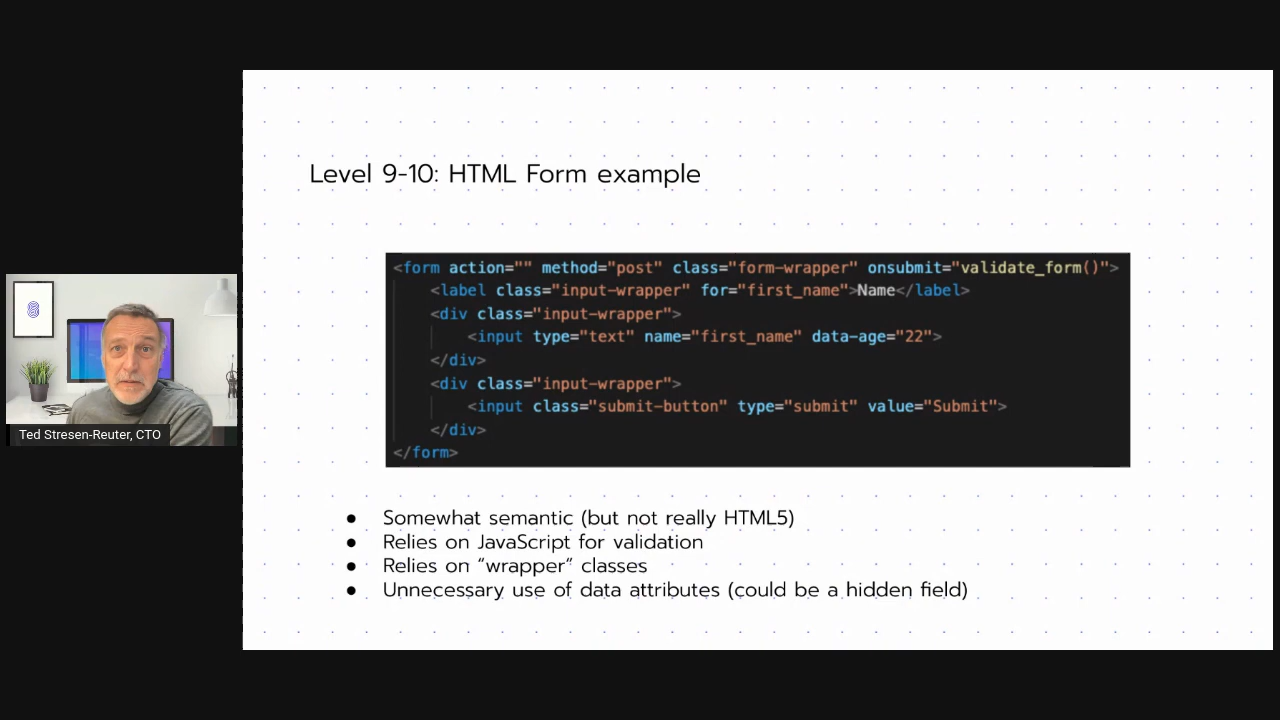 Level 9-10: HTML Form example
<form action="" method="post" class="form-wrapper" onsubmit="validate_form()">
<label class="input-wrapper" for="first_name">Name</label>
<div class="input-wrapper">
<input type="text" name="first_name" data-age="22">
</div>
<div class="input-wrapper">
<input class="submit-button" type="submit" value="Submit">
</div>
</form>
Ted Stresen-Reuter, CTO
● Somewhat semantic (but not really HTML5)
● Relies on JavaScript for validation
● Relies on “wrapper” classes
● Unnecessary use of data attributes (could be a hidden field)